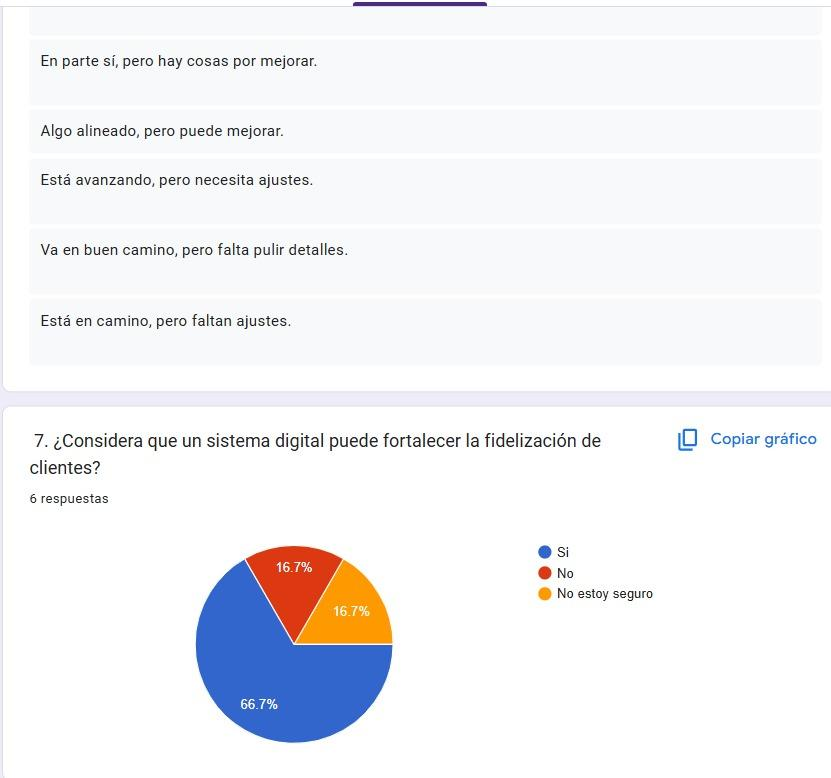 En parte sí, pero hay cosas por mejorar.
Algo alineado, pero puede mejorar.
Está avanzando, pero necesita ajustes.
Va en buen camino, pero falta pulir detalles.
Está en camino, pero faltan ajustes.
7. ¿Considera que un sistema digital puede fortalecer la fidelización de
clientes?
Copiar gráfico
6 respuestas
Si
No
No estoy seguro
16.7%
16.7%
66.7%